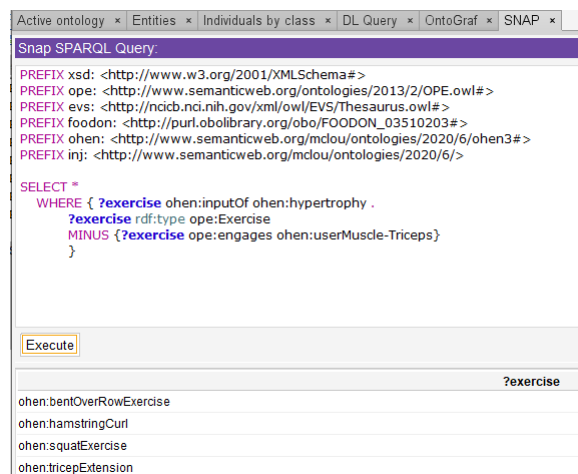 Active ontology × Entities × Individuals by class × DL Query × OntoGraf × SNAP ×
Snap SPARQL Query:
PREFIX xsd: <http://www.w3.org/2001/XMLSchema#>
PREFIX ope: <http://www.semanticweb.org/ontologies/2013/2/OPE.owl#>
PREFIX evs: <http://ncicb.nci.nih.gov/xml/owl/EVS/Thesaurus.owl#>
PREFIX foodon: <http://purl.obolibrary.org/obo/FOODON_03510203#>
PREFIX ohen: <http://www.semanticweb.org/mclou/ontologies/2020/6/ohen3#>
PREFIX inj: <http://www.semanticweb.org/mclou/ontologies/2020/6/>
SELECT *
WHERE { ?exercise ohen:inputOf ohen:hypertrophy .
?exercise rdf:type ope:Exercise
MINUS {?exercise ope:engages ohen:userMuscle-Triceps}
}
Execute
?exercise
ohen:bentOverRowExercise
ohen:hamstringCurl
ohen:squatExercise
ohen:tricepExtension